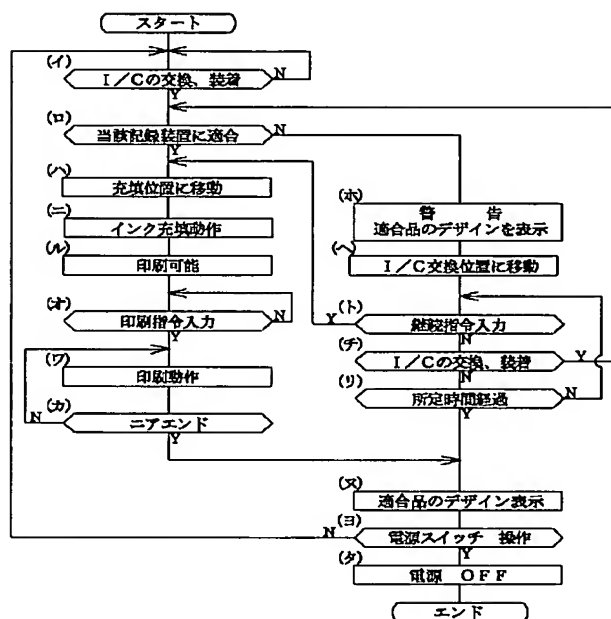 スタート
(イ)
I/Cの交換、装着
N
Y
(ロ)
当該記録装置に適合
N
Y
(ハ)
充填位置に移動
(ニ)
インク充填動作
(ル)
印刷可能
(オ)
印刷指令入力
N
Y
(ワ)
印刷動作
(カ)
ニアエンド
N
Y
(ホ)
警 告
適合品のデザインを表示
(ヘ)
I/C交換位置に移動
(ト)
継続指令入力
Y
N
(チ)
I/Cの交換、装着
Y
N
(リ)
所定時間経過
N
Y
(ヌ)
適合品のデザイン表示
(ヨ)
電源スイッチ 操作
N
Y
(タ)
電源 OFF
エンド